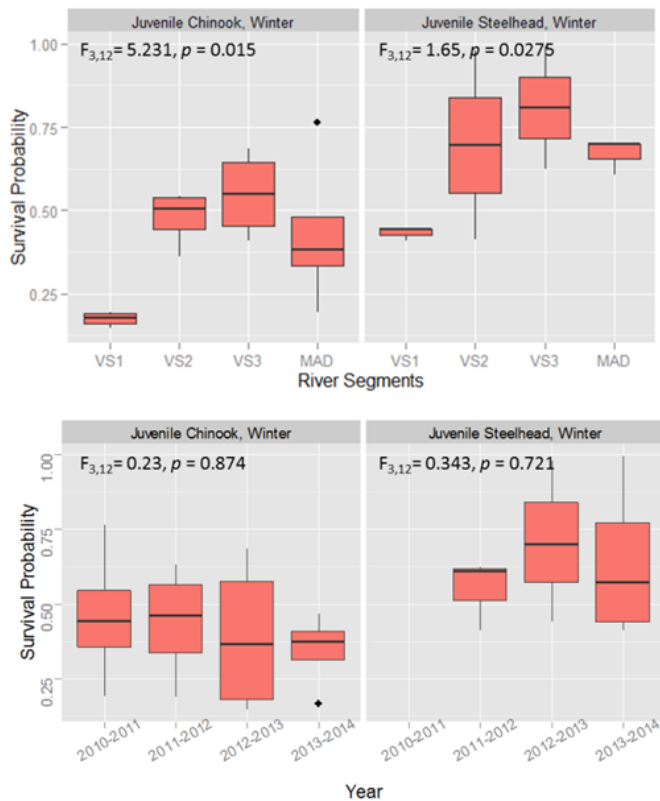 Juvenile Chinook, Winter
Juvenile Steelhead, Winter
F3,12= 5.231, p = 0.015
F3,12= 1.65, p = 0.0275
Survival Probability
1.00
0.75
0.50
0.25
VS1 VS2 VS3 MAD
VS1 VS2 VS3 MAD
River Segments
Juvenile Chinook, Winter
Juvenile Steelhead, Winter
F3,12= 0.23, p = 0.874
F3,12= 0.343, p = 0.721
Survival Probability
1.00
0.75
0.50
0.25
2010-2011 2011-2012 2012-2013 2013-2014
2010-2011 2011-2012 2012-2013 2013-2014
Year